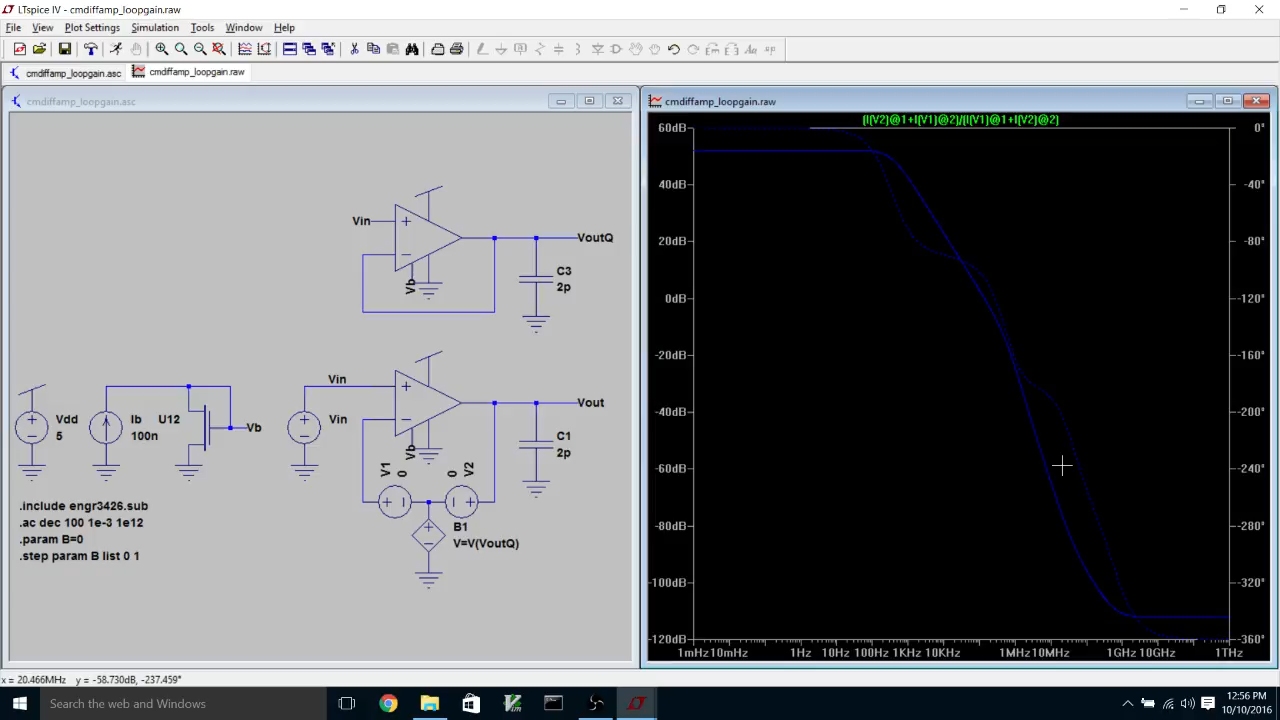 LTspice IV - cmdiffamp_loopgain.raw
File View Plot Settings Simulation Tools Window Help
cmdiffamp_loopgain.asc cmdiffamp_loopgain.raw
cmdiffamp_loopgain.asc
Vin
VoutQ
Vb
C3
2p
Vdd
5
Ib
100n
U12
Vb
Vin
Vin
Vout
Vb
C1
2p
V1
0
0
V2
B1
V=V(VoutQ)
.include engr3426.sub
.ac dec 100 1e-3 1e12
.param B=0
.step param B list 0 1
cmdiffamp_loopgain.raw
(I(V2)@1+I(V1)@2)/(I(V1)@1+I(V2)@2)
60dB 0°
40dB -40°
20dB -80°
0dB -120°
-20dB -160°
-40dB -200°
-60dB -240°
-80dB -280°
-100dB -320°
-120dB -360°
1mHz 10mHz 1Hz 10Hz 100Hz 1KHz 10KHz 1MHz 10MHz 1GHz 10GHz 1THz
x = 20.466MHz y = -58.730dB, -237.459°
Search the web and Windows
12:56 PM
10/10/2016